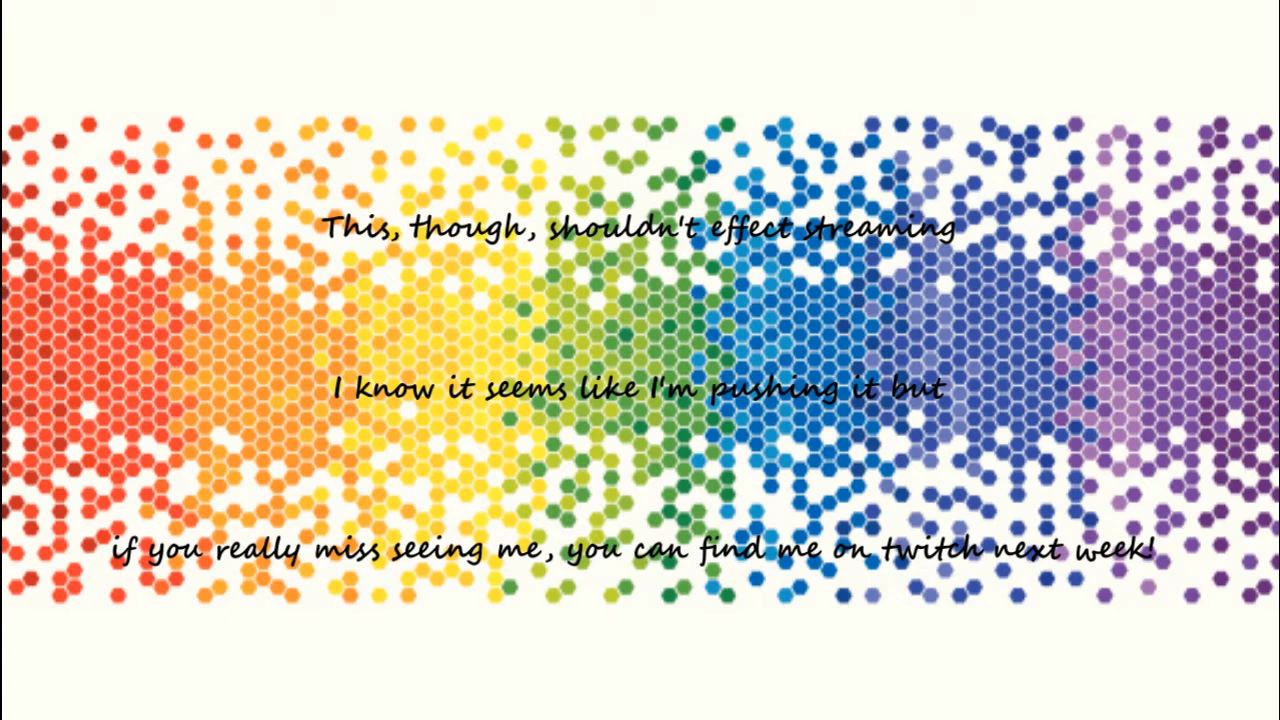 This, though, shouldn't effect streaming
I know it seems like I'm pushing it but
if you really miss seeing me, you can find me on twitch next week!